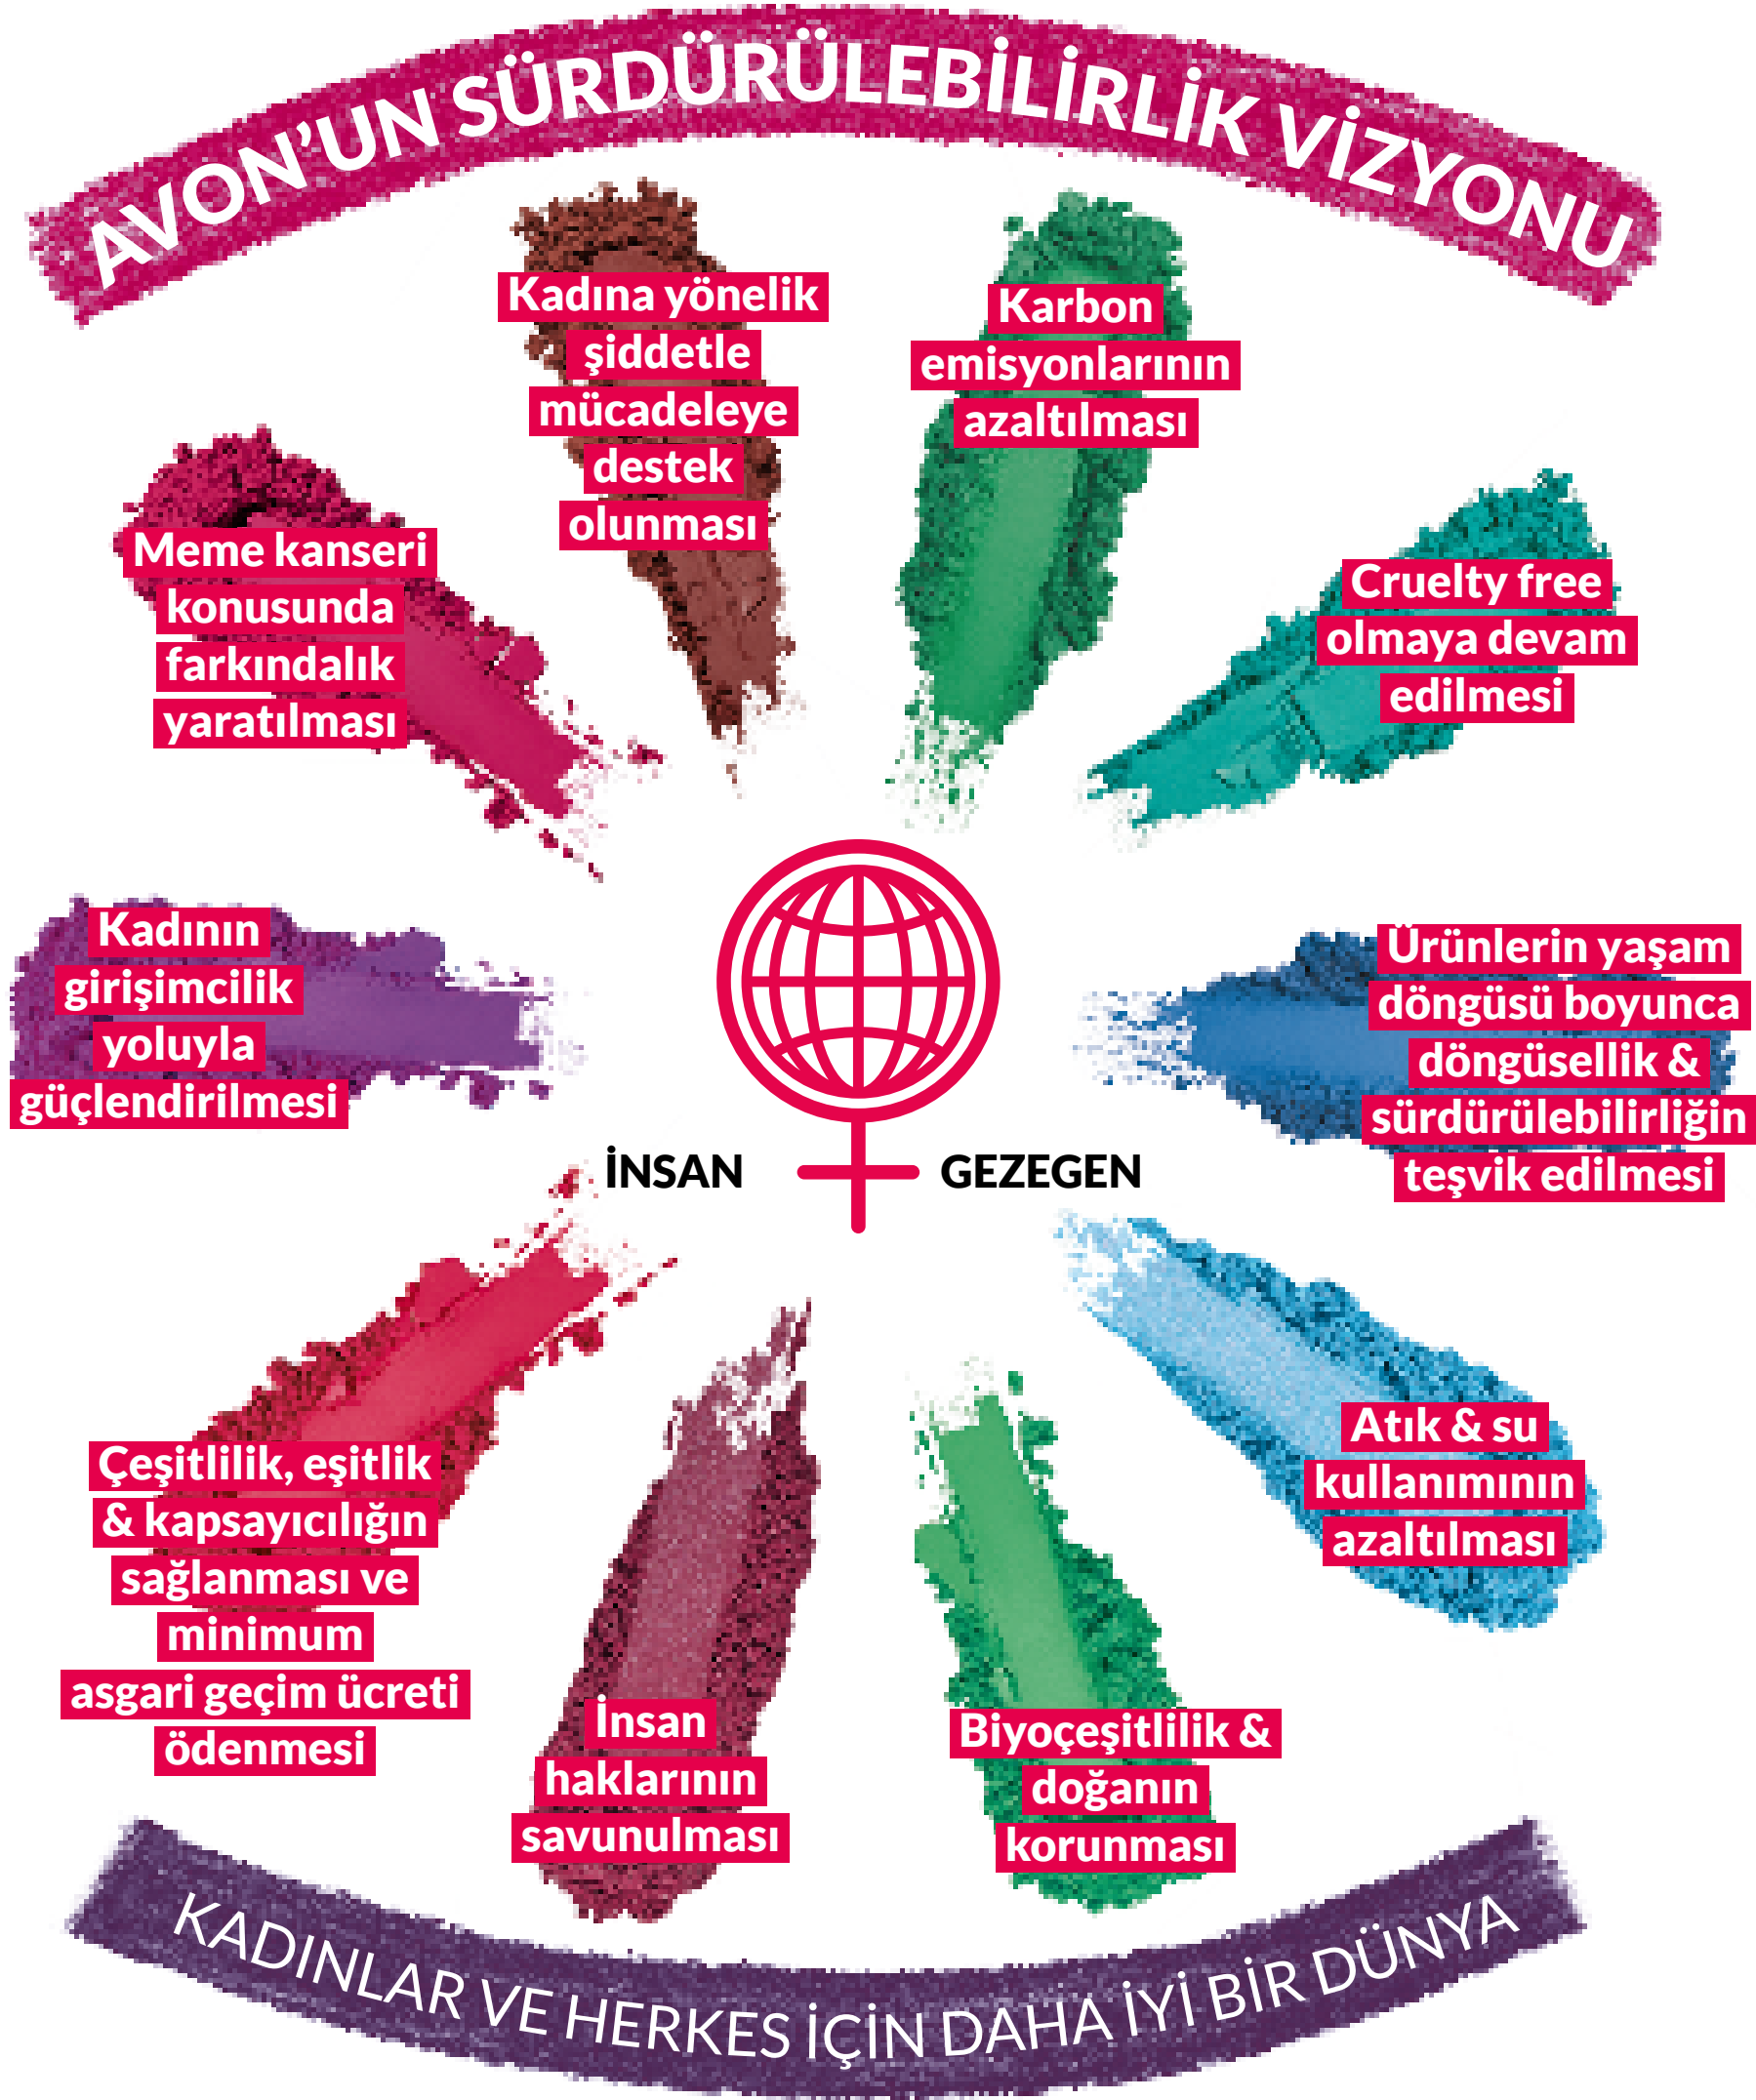 AVON'UN SÜRDÜRÜLEBİLİRLİK VİZYONU
Kadına yönelik
şiddetle
mücadeleye
destek
olunması
Karbon
emisyonlarının
azaltılması
Meme kanseri
konusunda
farkındalık
yaratılması
Cruelty free
olmaya devam
edilmesi
Kadının
girişimcilik
yoluyla
güçlendirilmesi
Ürünlerin yaşam
döngüsü boyunca
döngüsellik &
sürdürülebilirliğin
teşvik edilmesi
İNSAN
GEZEGEN
Çeşitlilik, eşitlik
& kapsayıcılığın
sağlanması ve
minimum
asgari geçim ücreti
ödenmesi
Atık & su
kullanımının
azaltılması
İnsan
haklarının
savunulması
Biyoçeşitlilik &
doğanın
korunması
KADINLAR VE HERKES İÇİN DAHA İYİ BİR DÜNYA